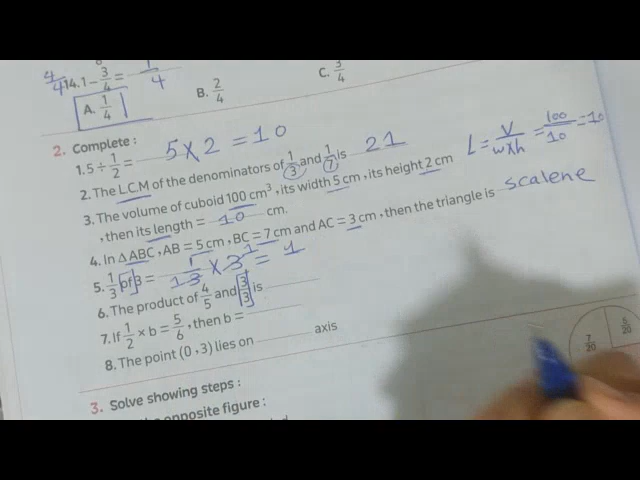 4/4 14. 1 - 3/4 = 1/4
A. 1/4 B. 2/4 C. 3/4
2. Complete :
1. 5 ÷ 1/2 = 5 X 2 = 10
2. The L.C.M of the denominators of 1/3 and 1/7 is 21
3. The volume of cuboid 100 cm³ , its width 5 cm , its height 2 cm
, then its length = 10 cm.
L = V/(w X h) = 100/10 = 10
4. In Δ ABC , AB = 5 cm , BC = 7 cm and AC = 3 cm , then the triangle is scalene
5. 1/3 of 3 = 1/13 X 3 1 = 1
6. The product of 4/5 and 3/3 is
7. If 1/2 × b = 5/6 , then b =
8. The point (0 , 3) lies on axis
3. Solve showing steps :
opposite figure :
7/20
5/20